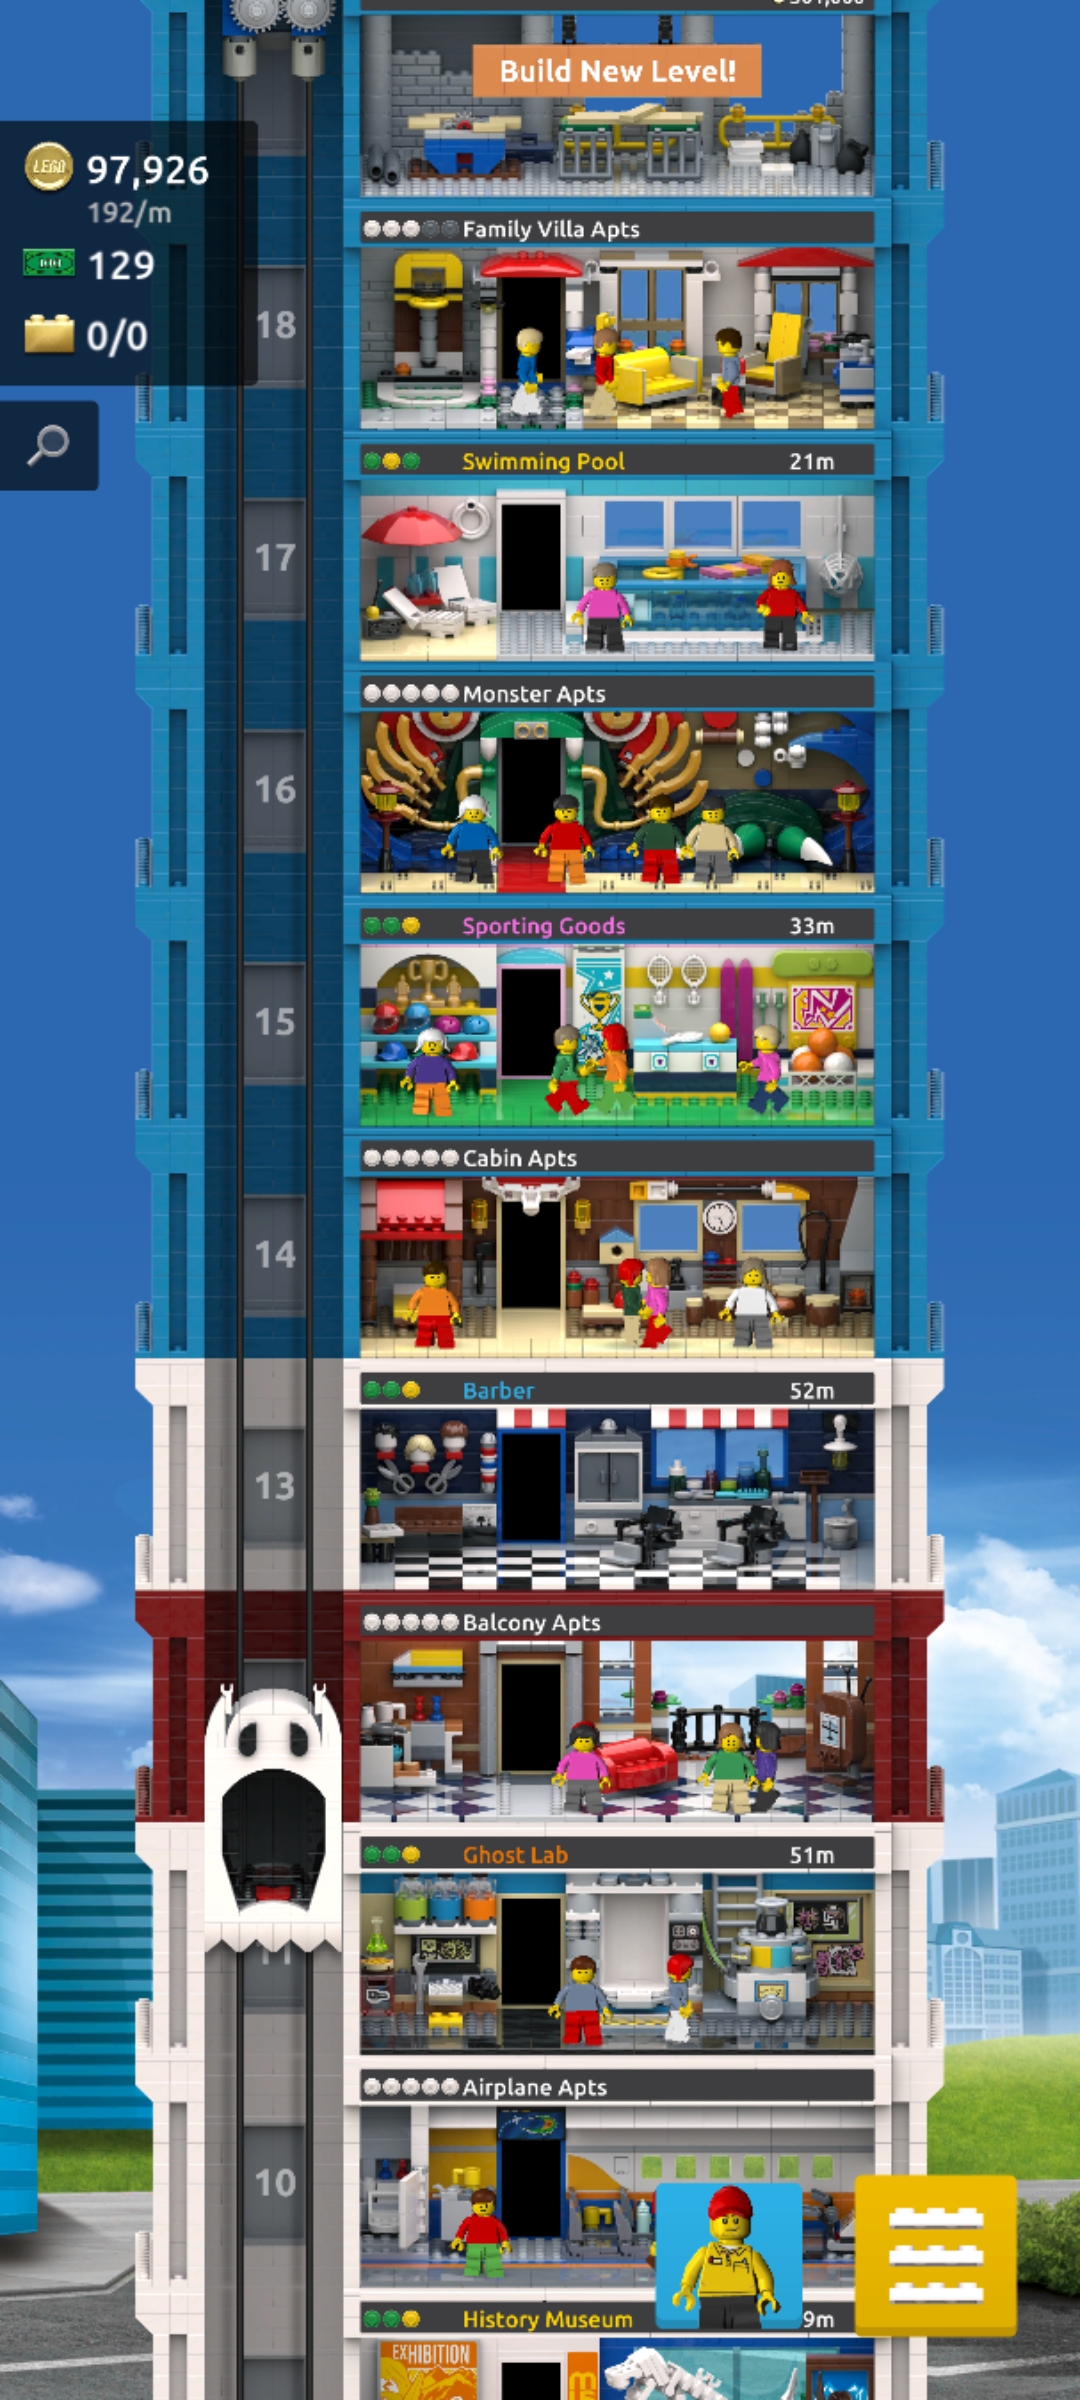 Build New Level!
LEGO 97,926
192/m
129
0/0
Family Villa Apts
18
Swimming Pool 21m
17
Monster Apts
16
Sporting Goods 33m
15
Cabin Apts
14
Barber 52m
13
Balcony Apts
Ghost Lab 51m
11
Airplane Apts
10
History Museum 9m
EXHIBITION